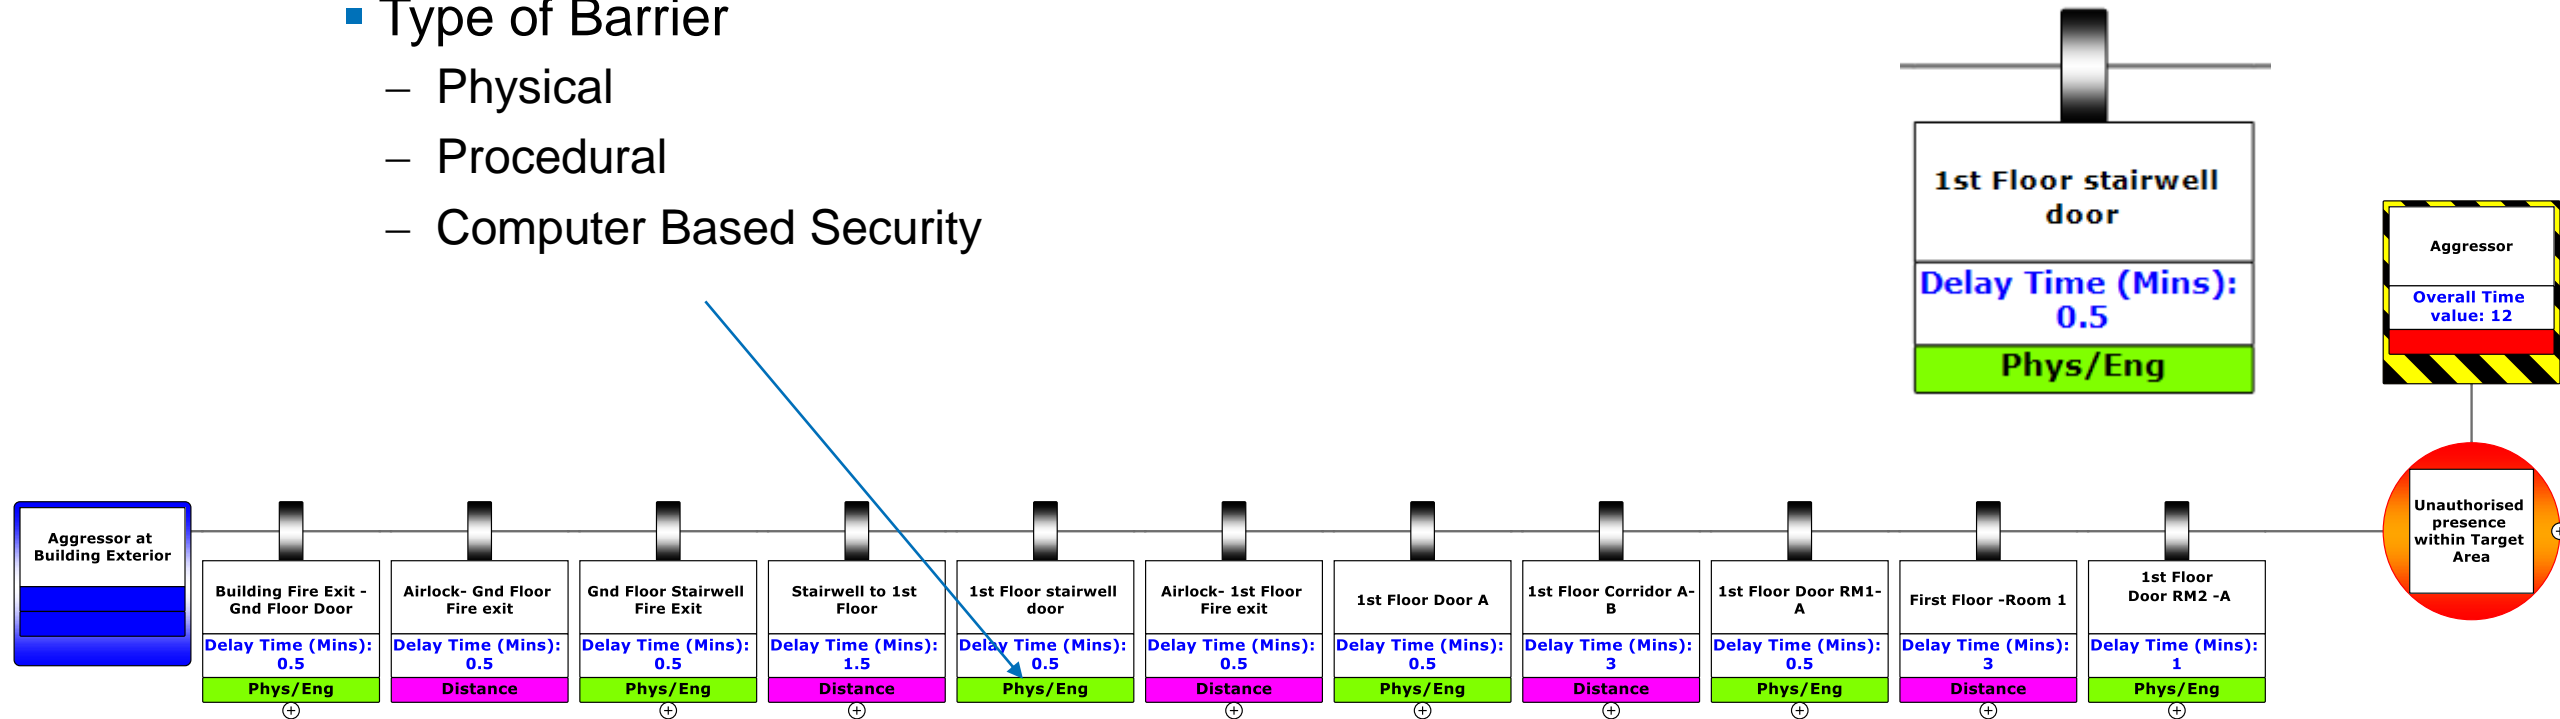 ▪ Type of Barrier
– Physical
– Procedural
– Computer Based Security
1st Floor stairwell
door
Delay Time (Mins):
0.5
Phys/Eng
Aggressor
Overall Time
value: 12
Aggressor at
Building Exterior
Building Fire Exit -
Gnd Floor Door
Delay Time (Mins):
0.5
Phys/Eng
Airlock- Gnd Floor
Fire exit
Delay Time (Mins):
0.5
Distance
Gnd Floor Stairwell
Fire Exit
Delay Time (Mins):
0.5
Phys/Eng
Stairwell to 1st
Floor
Delay Time (Mins):
1.5
Distance
1st Floor stairwell
door
Delay Time (Mins):
0.5
Phys/Eng
Airlock- 1st Floor
Fire exit
Delay Time (Mins):
0.5
Distance
1st Floor Door A
Delay Time (Mins):
0.5
Phys/Eng
1st Floor Corridor A-
B
Delay Time (Mins):
3
Distance
1st Floor Door RM1-
A
Delay Time (Mins):
0.5
Phys/Eng
First Floor -Room 1
Delay Time (Mins):
3
Distance
1st Floor
Door RM2 -A
Delay Time (Mins):
1
Phys/Eng
Unauthorised
presence
within Target
Area